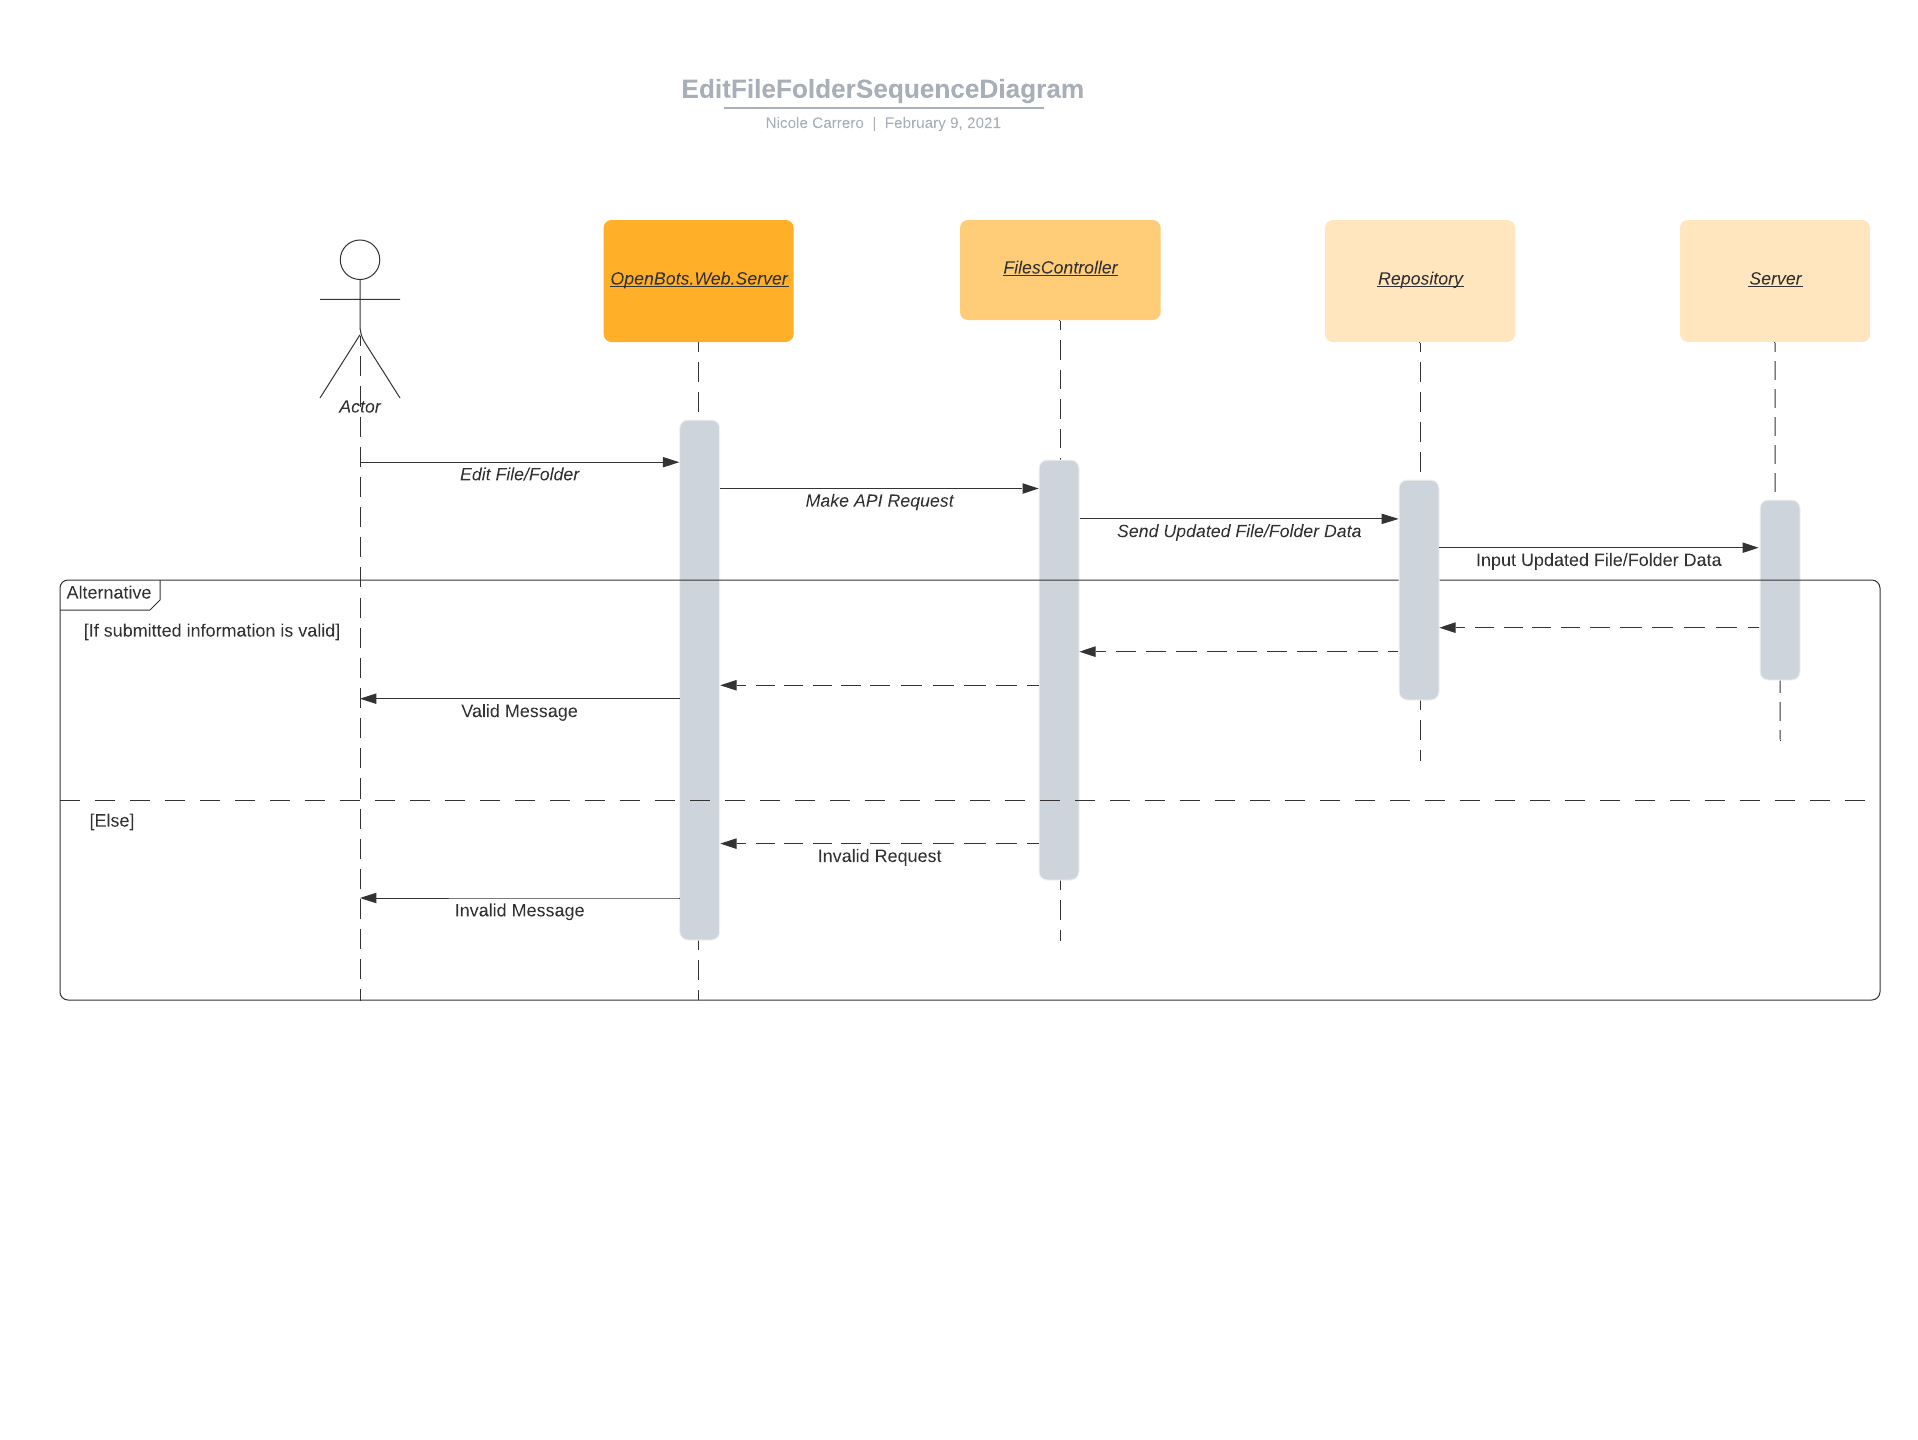 EditFileFolderSequenceDiagram
Nicole Carrero | February 9, 2021
OpenBots.Web.Server
FilesController
Repository
Server
Actor
Edit File/Folder
Make API Request
Send Updated File/Folder Data
Input Updated File/Folder Data
Alternative
[If submitted information is valid]
Valid Message
[Else]
Invalid Request
Invalid Message